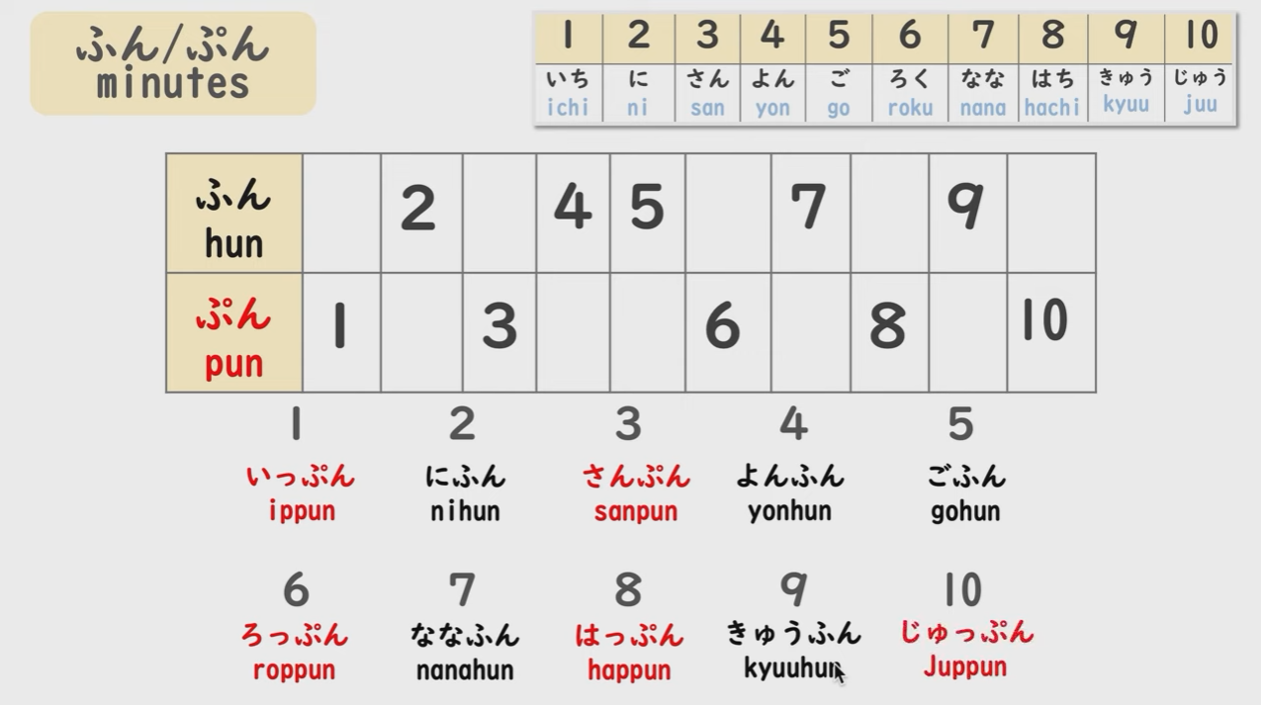 ふん/ぷん
minutes
1 2 3 4 5 6 7 8 9 10
いち に さん よん ご ろく なな はち きゅう じゅう
ichi ni san yon go roku nana hachi kyuu juu
ふん 2 4 5 7 9
hun
ぷん 1 3 6 8 10
pun
1 2 3 4 5
いっぷん にふん さんぷん よんふん ごふん
ippun nihun sanpun yonhun gohun
6 7 8 9 10
ろっぷん ななふん はっぷん きゅうふん じゅっぷん
roppun nanahun happun kyuuhun Juppun